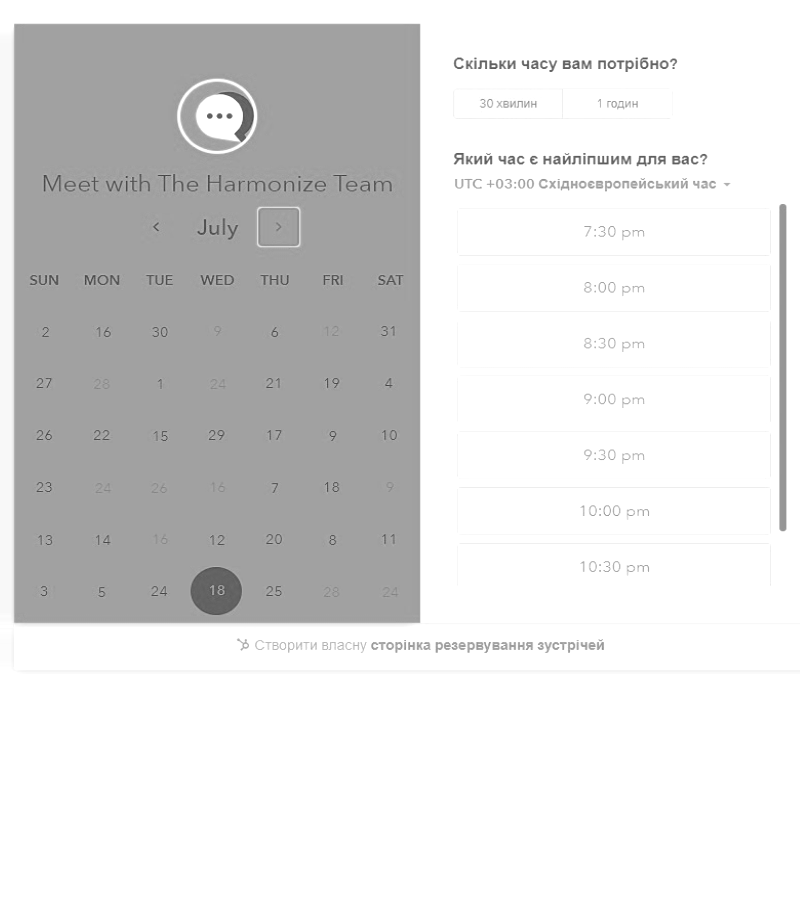 Meet with The Harmonize Team
July
SUN MON TUE WED THU FRI SAT
2 16 30 9 6 12 31
27 28 1 24 21 19 4
26 22 15 29 17 9 10
23 24 26 16 7 18 9
13 14 16 12 20 8 11
3 5 24 18 25 28 24
Скільки часу вам потрібно?
30 хвилин 1 годин
Який час є найліпшим для вас?
UTC +03:00 Східноєвропейський час
7:30 pm
8:00 pm
8:30 pm
9:00 pm
9:30 pm
10:00 pm
10:30 pm
Створити власну сторінка резервування зустрічей